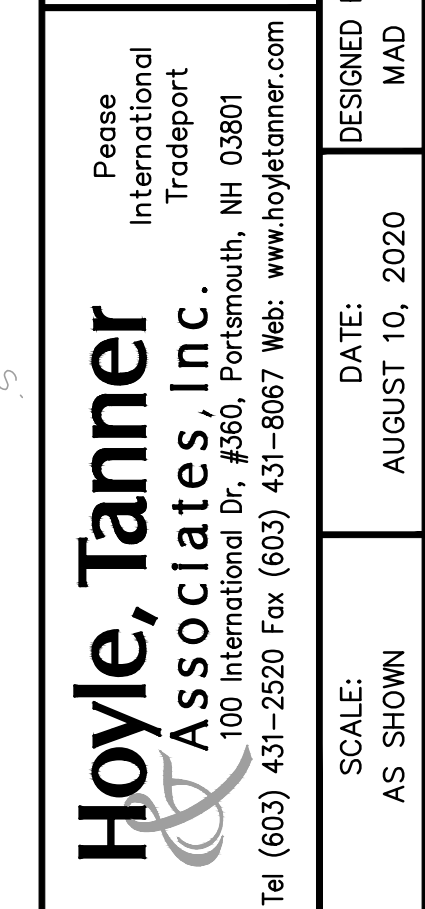 Hoyle, Tanner
& Associates, Inc.
Pease
International
Tradeport
100 International Dr, #360, Portsmouth, NH 03801
Tel (603) 431-2520 Fax (603) 431-8067 Web: www.hoyletanner.com
SCALE:
AS SHOWN
DATE:
AUGUST 10, 2020
DESIGNED
MAD